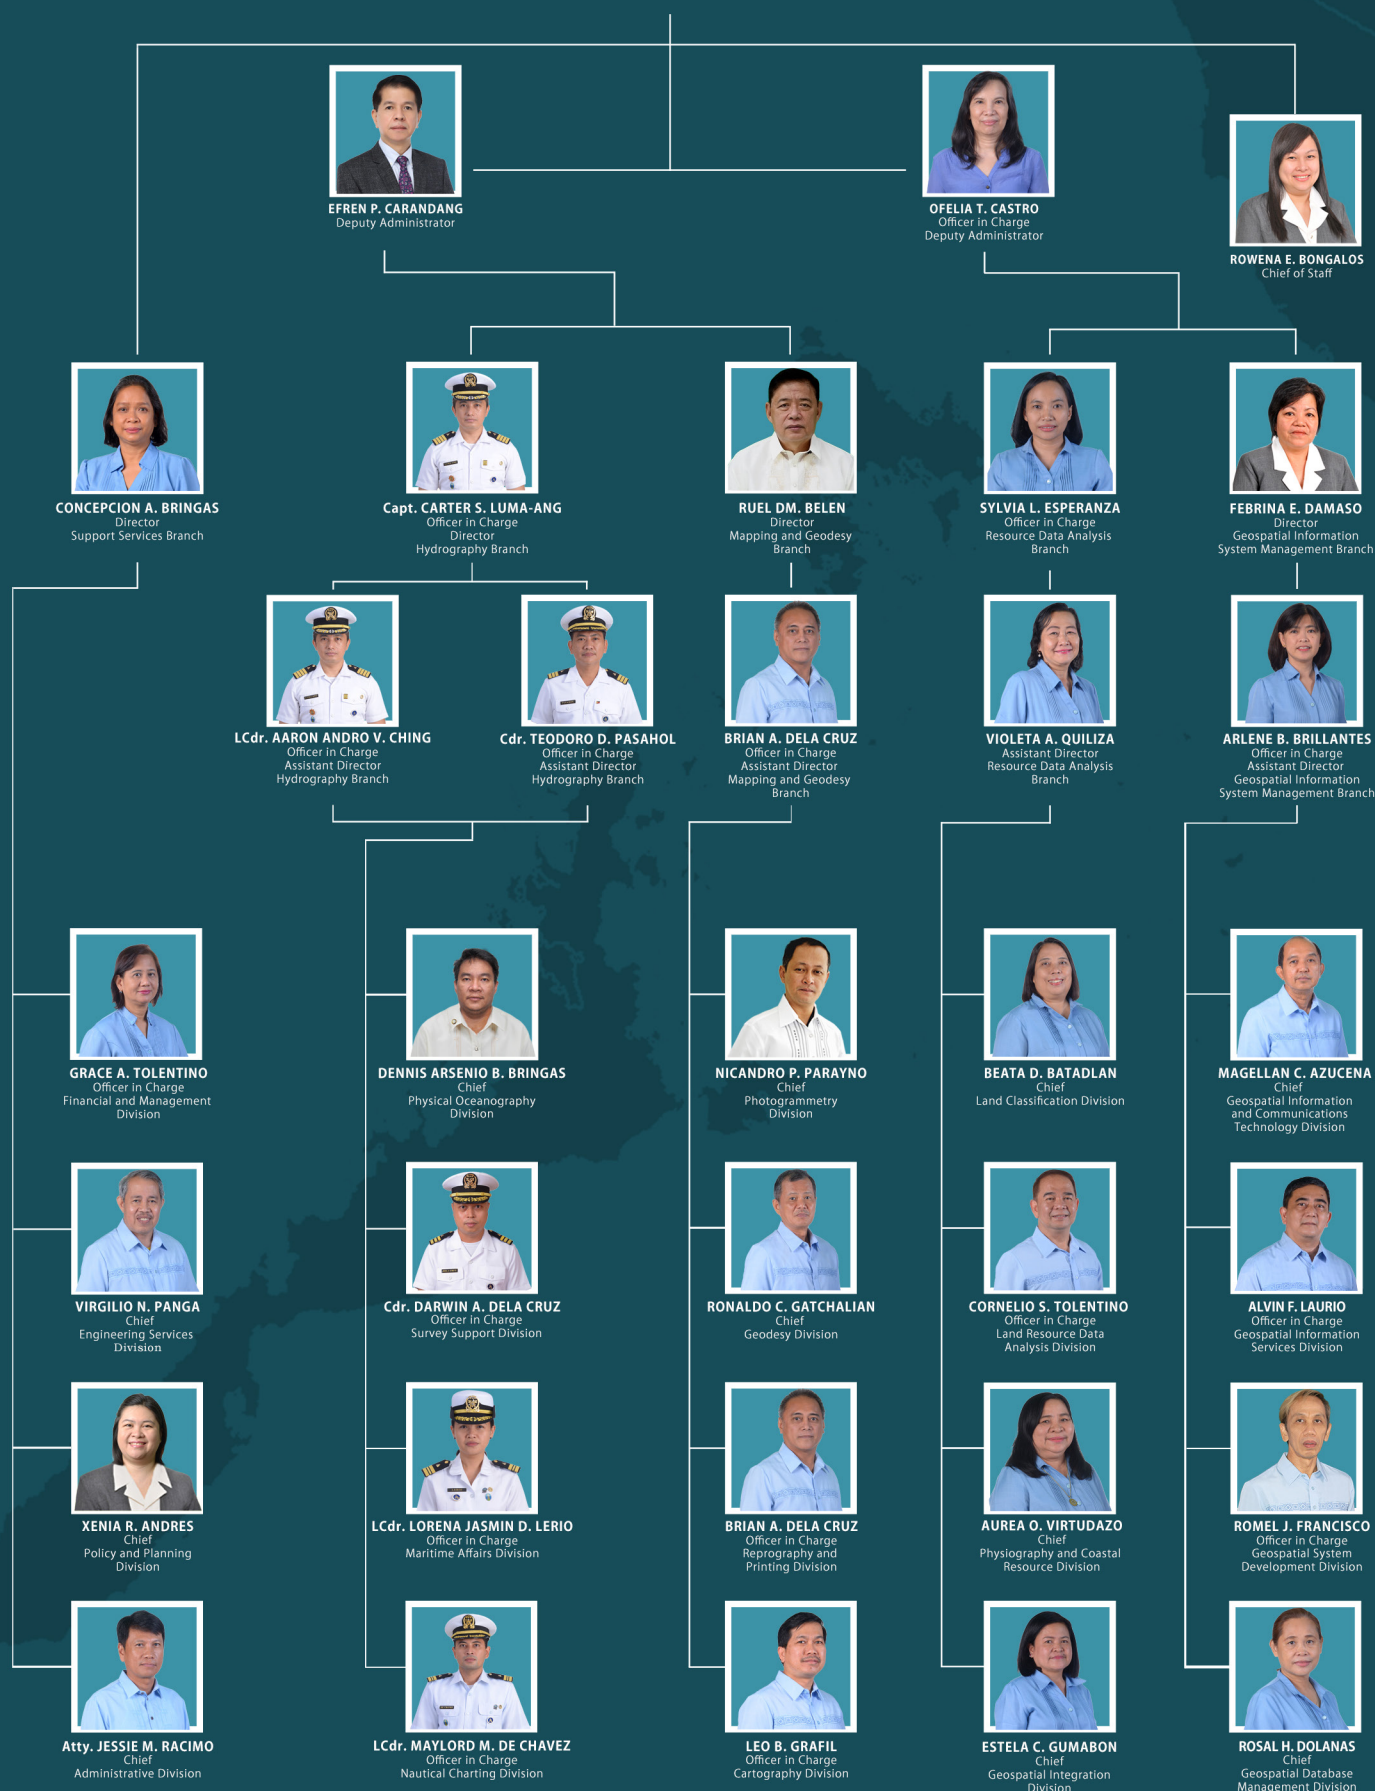 EFREN P. CARANDANG
Deputy Administrator
OFELIA T. CASTRO
Officer in Charge
Deputy Administrator
ROWENA E. BONGALOS
Chief of Staff
CONCEPCION A. BRINGAS
Director
Support Services Branch
Capt. CARTER S. LUMA-ANG
Officer in Charge
Director
Hydrography Branch
RUEL DM. BELEN
Director
Mapping and Geodesy
Branch
SYLVIA L. ESPERANZA
Officer in Charge
Resource Data Analysis
Branch
FEBRINA E. DAMASO
Director
Geospatial Information
System Management Branch
LCdr. AARON ANDRO V. CHING
Officer in Charge
Assistant Director
Hydrography Branch
Cdr. TEODORO D. PASAHOL
Officer in Charge
Assistant Director
Hydrography Branch
BRIAN A. DELA CRUZ
Officer in Charge
Assistant Director
Mapping and Geodesy
Branch
VIOLETA A. QUILIZA
Assistant Director
Resource Data Analysis
Branch
ARLENE B. BRILLANTES
Officer in Charge
Assistant Director
Geospatial Information
System Management Branch
GRACE A. TOLENTINO
Officer in Charge
Financial and Management
Division
DENNIS ARSENIO B. BRINGAS
Chief
Physical Oceanography
Division
NICANDRO P. PARAYNO
Chief
Photogrammetry
Division
BEATA D. BATADLAN
Chief
Land Classification Division
MAGELLAN C. AZUCENA
Chief
Geospatial Information
and Communications
Technology Division
VIRGILIO N. PANGA
Chief
Engineering Services
Division
Cdr. DARWIN A. DELA CRUZ
Officer in Charge
Survey Support Division
RONALDO C. GATCHALIAN
Chief
Geodesy Division
CORNELIO S. TOLENTINO
Officer in Charge
Land Resource Data
Analysis Division
ALVIN F. LAURIO
Officer in Charge
Geospatial Information
Services Division
XENIA R. ANDRES
Chief
Policy and Planning
Division
LCdr. LORENA JASMIN D. LERIO
Officer in Charge
Maritime Affairs Division
BRIAN A. DELA CRUZ
Officer in Charge
Reprography and
Printing Division
AUREA O. VIRTUDAZO
Chief
Physiography and Coastal
Resource Division
ROMEL J. FRANCISCO
Officer in Charge
Geospatial System
Development Division
Atty. JESSIE M. RACIMO
Chief
Administrative Division
LCdr. MAYLORD M. DE CHAVEZ
Officer in Charge
Nautical Charting Division
LEO B. GRAFIL
Officer in Charge
Cartography Division
ESTELA C. GUMABON
Chief
Geospatial Integration
Division
ROSAL H. DOLANAS
Chief
Geospatial Database
Management Division